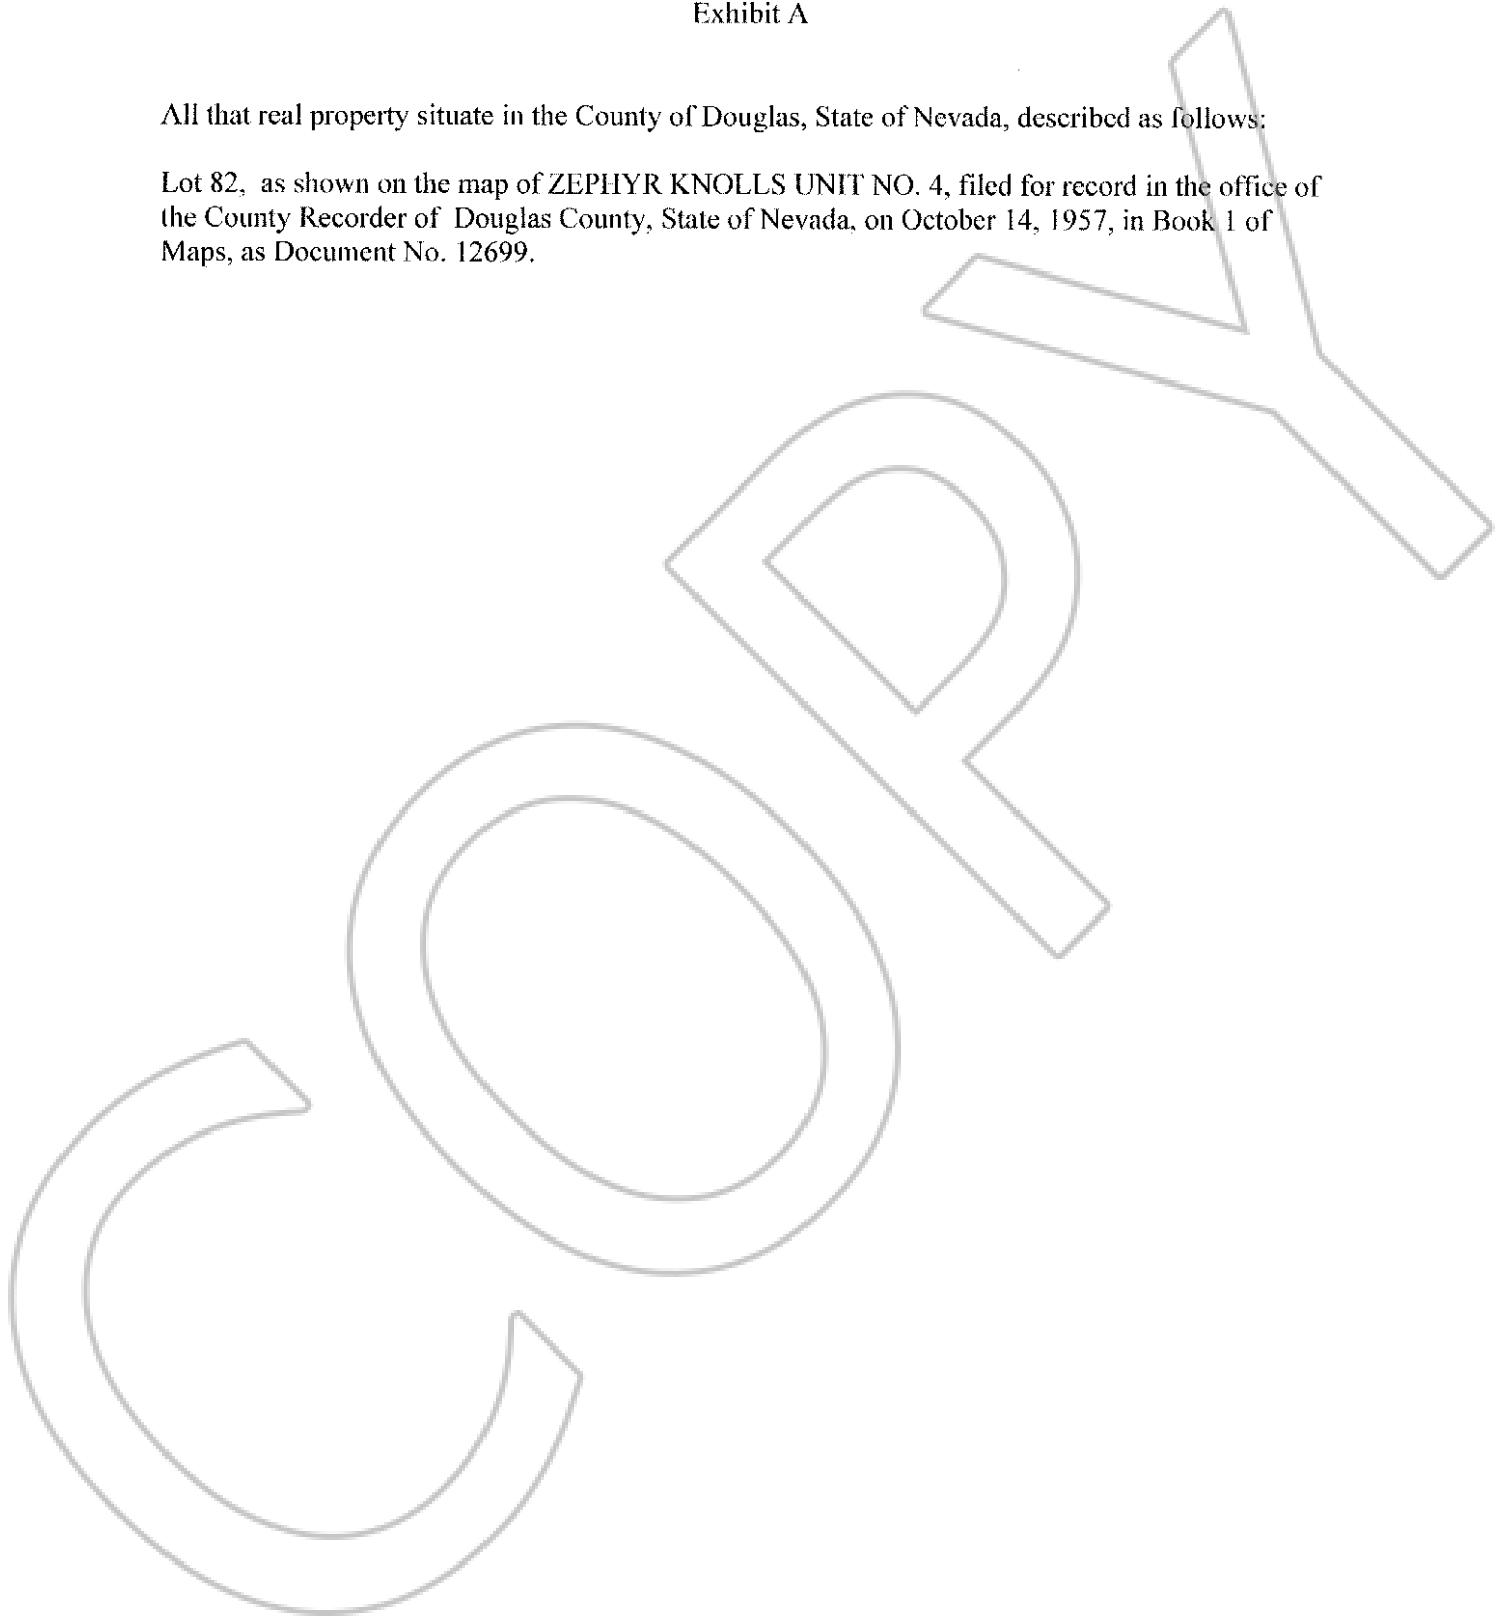 Exhibit A
All that real property situate in the County of Douglas, State of Nevada, described as follows:
Lot 82, as shown on the map of ZEPHYR KNOLLS UNIT NO. 4, filed for record in the office of
the County Recorder of Douglas County, State of Nevada, on October 14, 1957, in Book 1 of
Maps, as Document No. 12699.
COPY